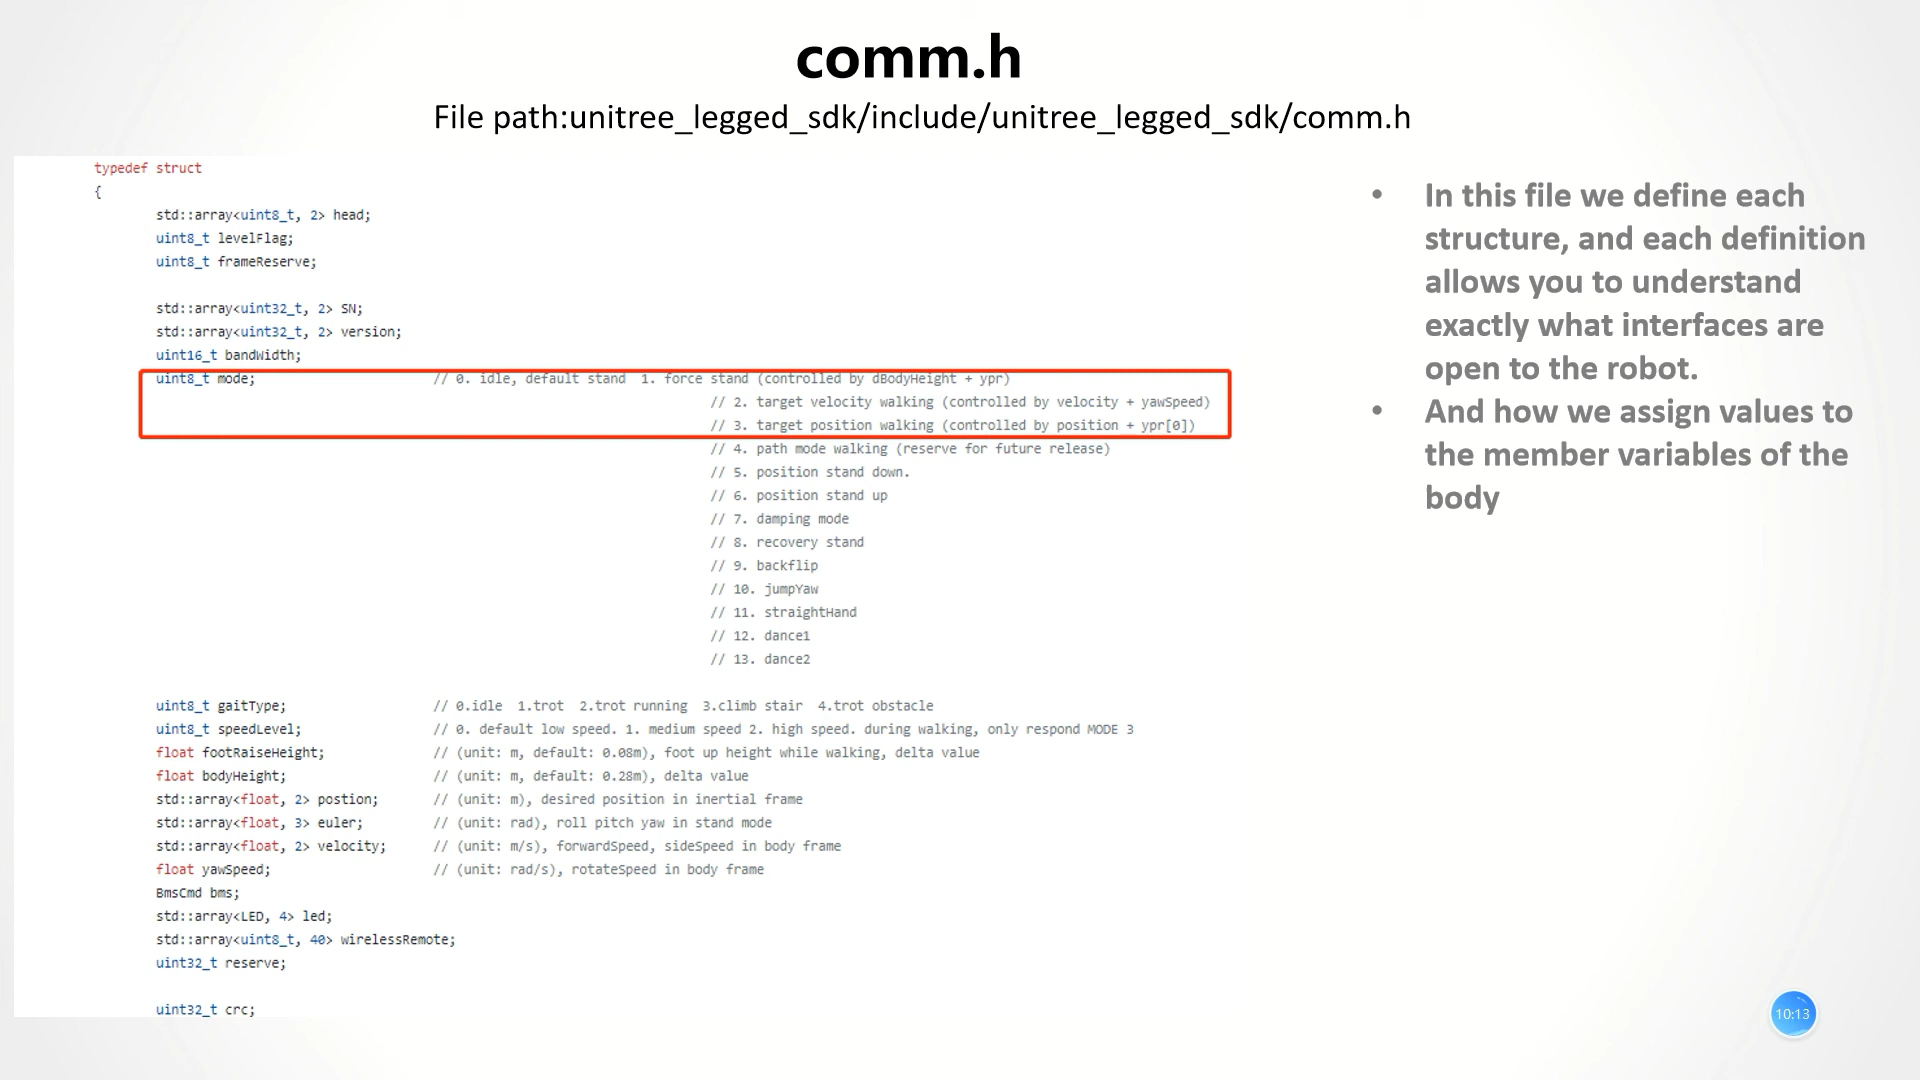 comm.h
File path:unitree_legged_sdk/include/unitree_legged_sdk/comm.h
typedef struct
{
std::array<uint8_t, 2> head;
uint8_t levelFlag;
uint8_t frameReserve;
std::array<uint32_t, 2> SN;
std::array<uint32_t, 2> version;
uint16_t bandWidth;
uint8_t mode; // 0. idle, default stand 1. force stand (controlled by dBodyHeight + ypr)
// 2. target velocity walking (controlled by velocity + yawSpeed)
// 3. target position walking (controlled by position + ypr[0])
// 4. path mode walking (reserve for future release)
// 5. position stand down.
// 6. position stand up
// 7. damping mode
// 8. recovery stand
// 9. backflip
// 10. jumpYaw
// 11. straightHand
// 12. dance1
// 13. dance2
uint8_t gaitType; // 0.idle 1.trot 2.trot running 3.climb stair 4.trot obstacle
uint8_t speedLevel; // 0. default low speed. 1. medium speed 2. high speed. during walking, only respond MODE 3
float footRaiseHeight; // (unit: m, default: 0.08m), foot up height while walking, delta value
float bodyHeight; // (unit: m, default: 0.28m), delta value
std::array<float, 2> postion; // (unit: m), desired position in inertial frame
std::array<float, 3> euler; // (unit: rad), roll pitch yaw in stand mode
std::array<float, 2> velocity; // (unit: m/s), forwardSpeed, sideSpeed in body frame
float yawSpeed; // (unit: rad/s), rotateSpeed in body frame
BmsCmd bms;
std::array<LED, 4> led;
std::array<uint8_t, 40> wirelessRemote;
uint32_t reserve;
uint32_t crc;
• In this file we define each
structure, and each definition
allows you to understand
exactly what interfaces are
open to the robot.
• And how we assign values to
the member variables of the
body
10:13